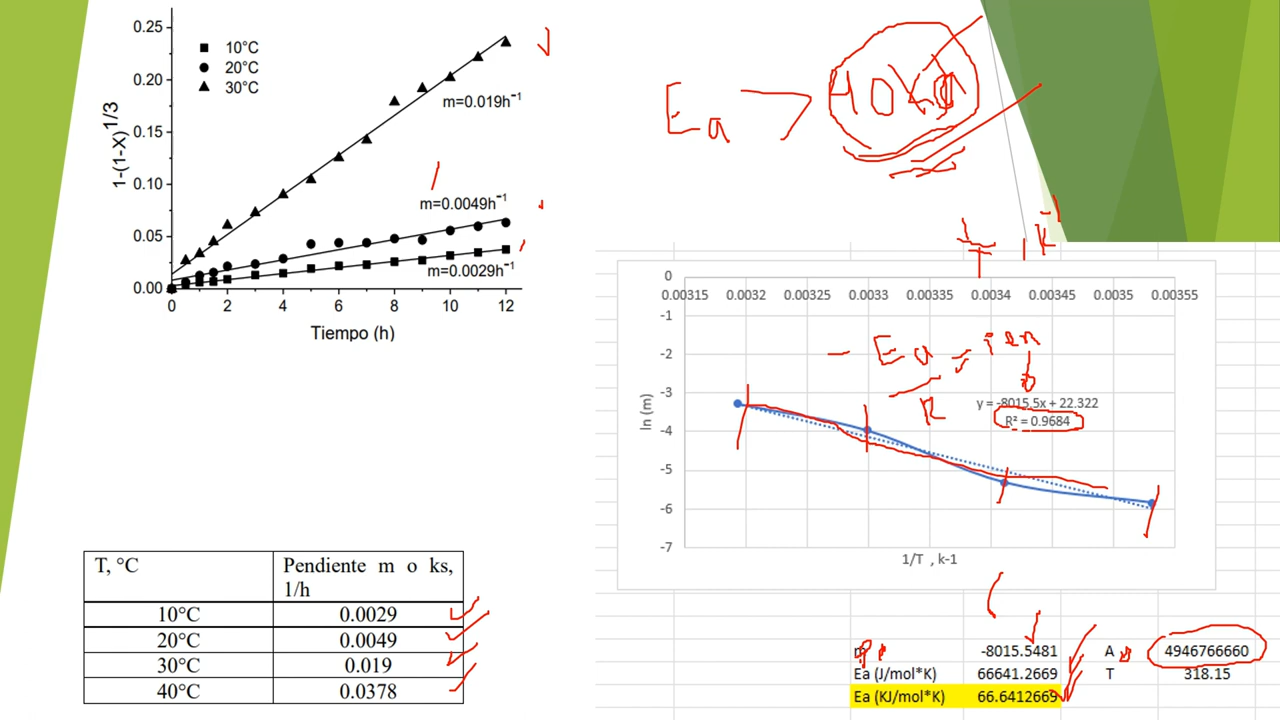 0.25
0.20
0.15
0.10
0.05
0.00
1-(1-X)^1/3
10°C
20°C
30°C
m=0.019h⁻¹
m=0.0049h⁻¹
m=0.0029h⁻¹
0 2 4 6 8 10 12
Tiempo (h)
T, °C Pendiente m o ks,
1/h
10°C 0.0029
20°C 0.0049
30°C 0.019
40°C 0.0378
Ea
1/T
k⁻¹
0
0.00315 0.0032 0.00325 0.0033 0.00335 0.0034 0.00345 0.0035 0.00355
-1
-2
-3
-4
-5
-6
-7
ln (m)
- Ea
R
y = -8015.5x + 22.322
R² = 0.9684
1/T , k-1
-8015.5481 A 4946766660
Ea (J/mol*K) 66641.2669 T 318.15
Ea (KJ/mol*K) 66.6412669